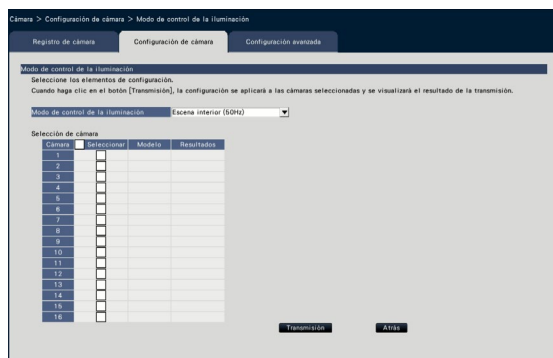 Cámara > Configuración de cámara > Modo de control de la iluminación
Registro de cámara Configuración de cámara Configuración avanzada
Modo de control de la iluminación
Seleccione los elementos de configuración.
Cuando haga clic en el botón [Transmisión], la configuración se aplicará a las cámaras seleccionadas y se visualizará el resultado de la transmisión.
Modo de control de la iluminación Escena interior (50Hz)
Selección de cámara
Cámara Seleccionar Modelo Resultados
1
2
3
4
5
6
7
8
9
10
11
12
13
14
15
16
Transmisión Atrás